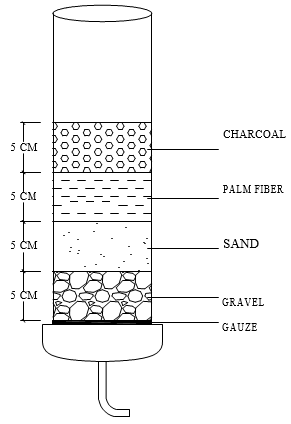 5 CM CHARCOAL
5 CM PALM FIBER
5 CM SAND
5 CM GRAVEL
GAUZE